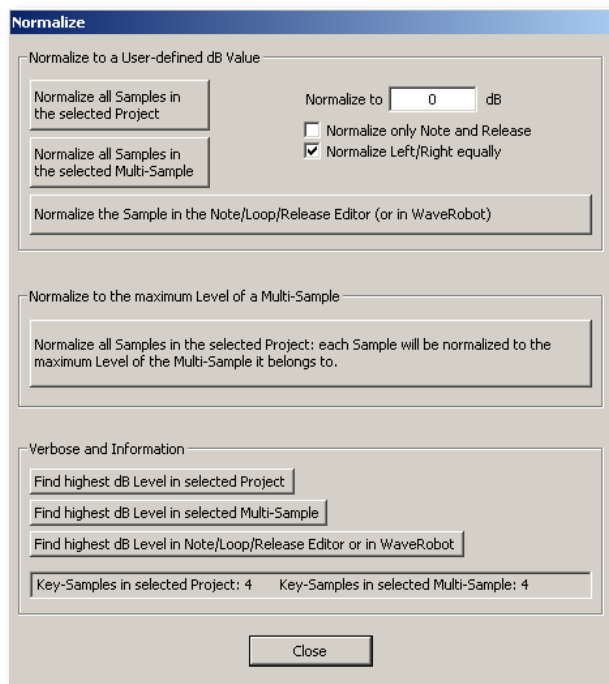 Normalize
Normalize to a User-defined dB Value
Normalize all Samples in
the selected Project
Normalize to 0 dB
Normalize only Note and Release
Normalize all Samples in
the selected Multi-Sample
Normalize Left/Right equally
Normalize the Sample in the Note/Loop/Release Editor (or in WaveRobot)
Normalize to the maximum Level of a Multi-Sample
Normalize all Samples in the selected Project: each Sample will be normalized to the
maximum Level of the Multi-Sample it belongs to.
Verbose and Information
Find highest dB Level in selected Project
Find highest dB Level in selected Multi-Sample
Find highest dB Level in Note/Loop/Release Editor or in WaveRobot
Key-Samples in selected Project: 4 Key-Samples in selected Multi-Sample: 4
Close